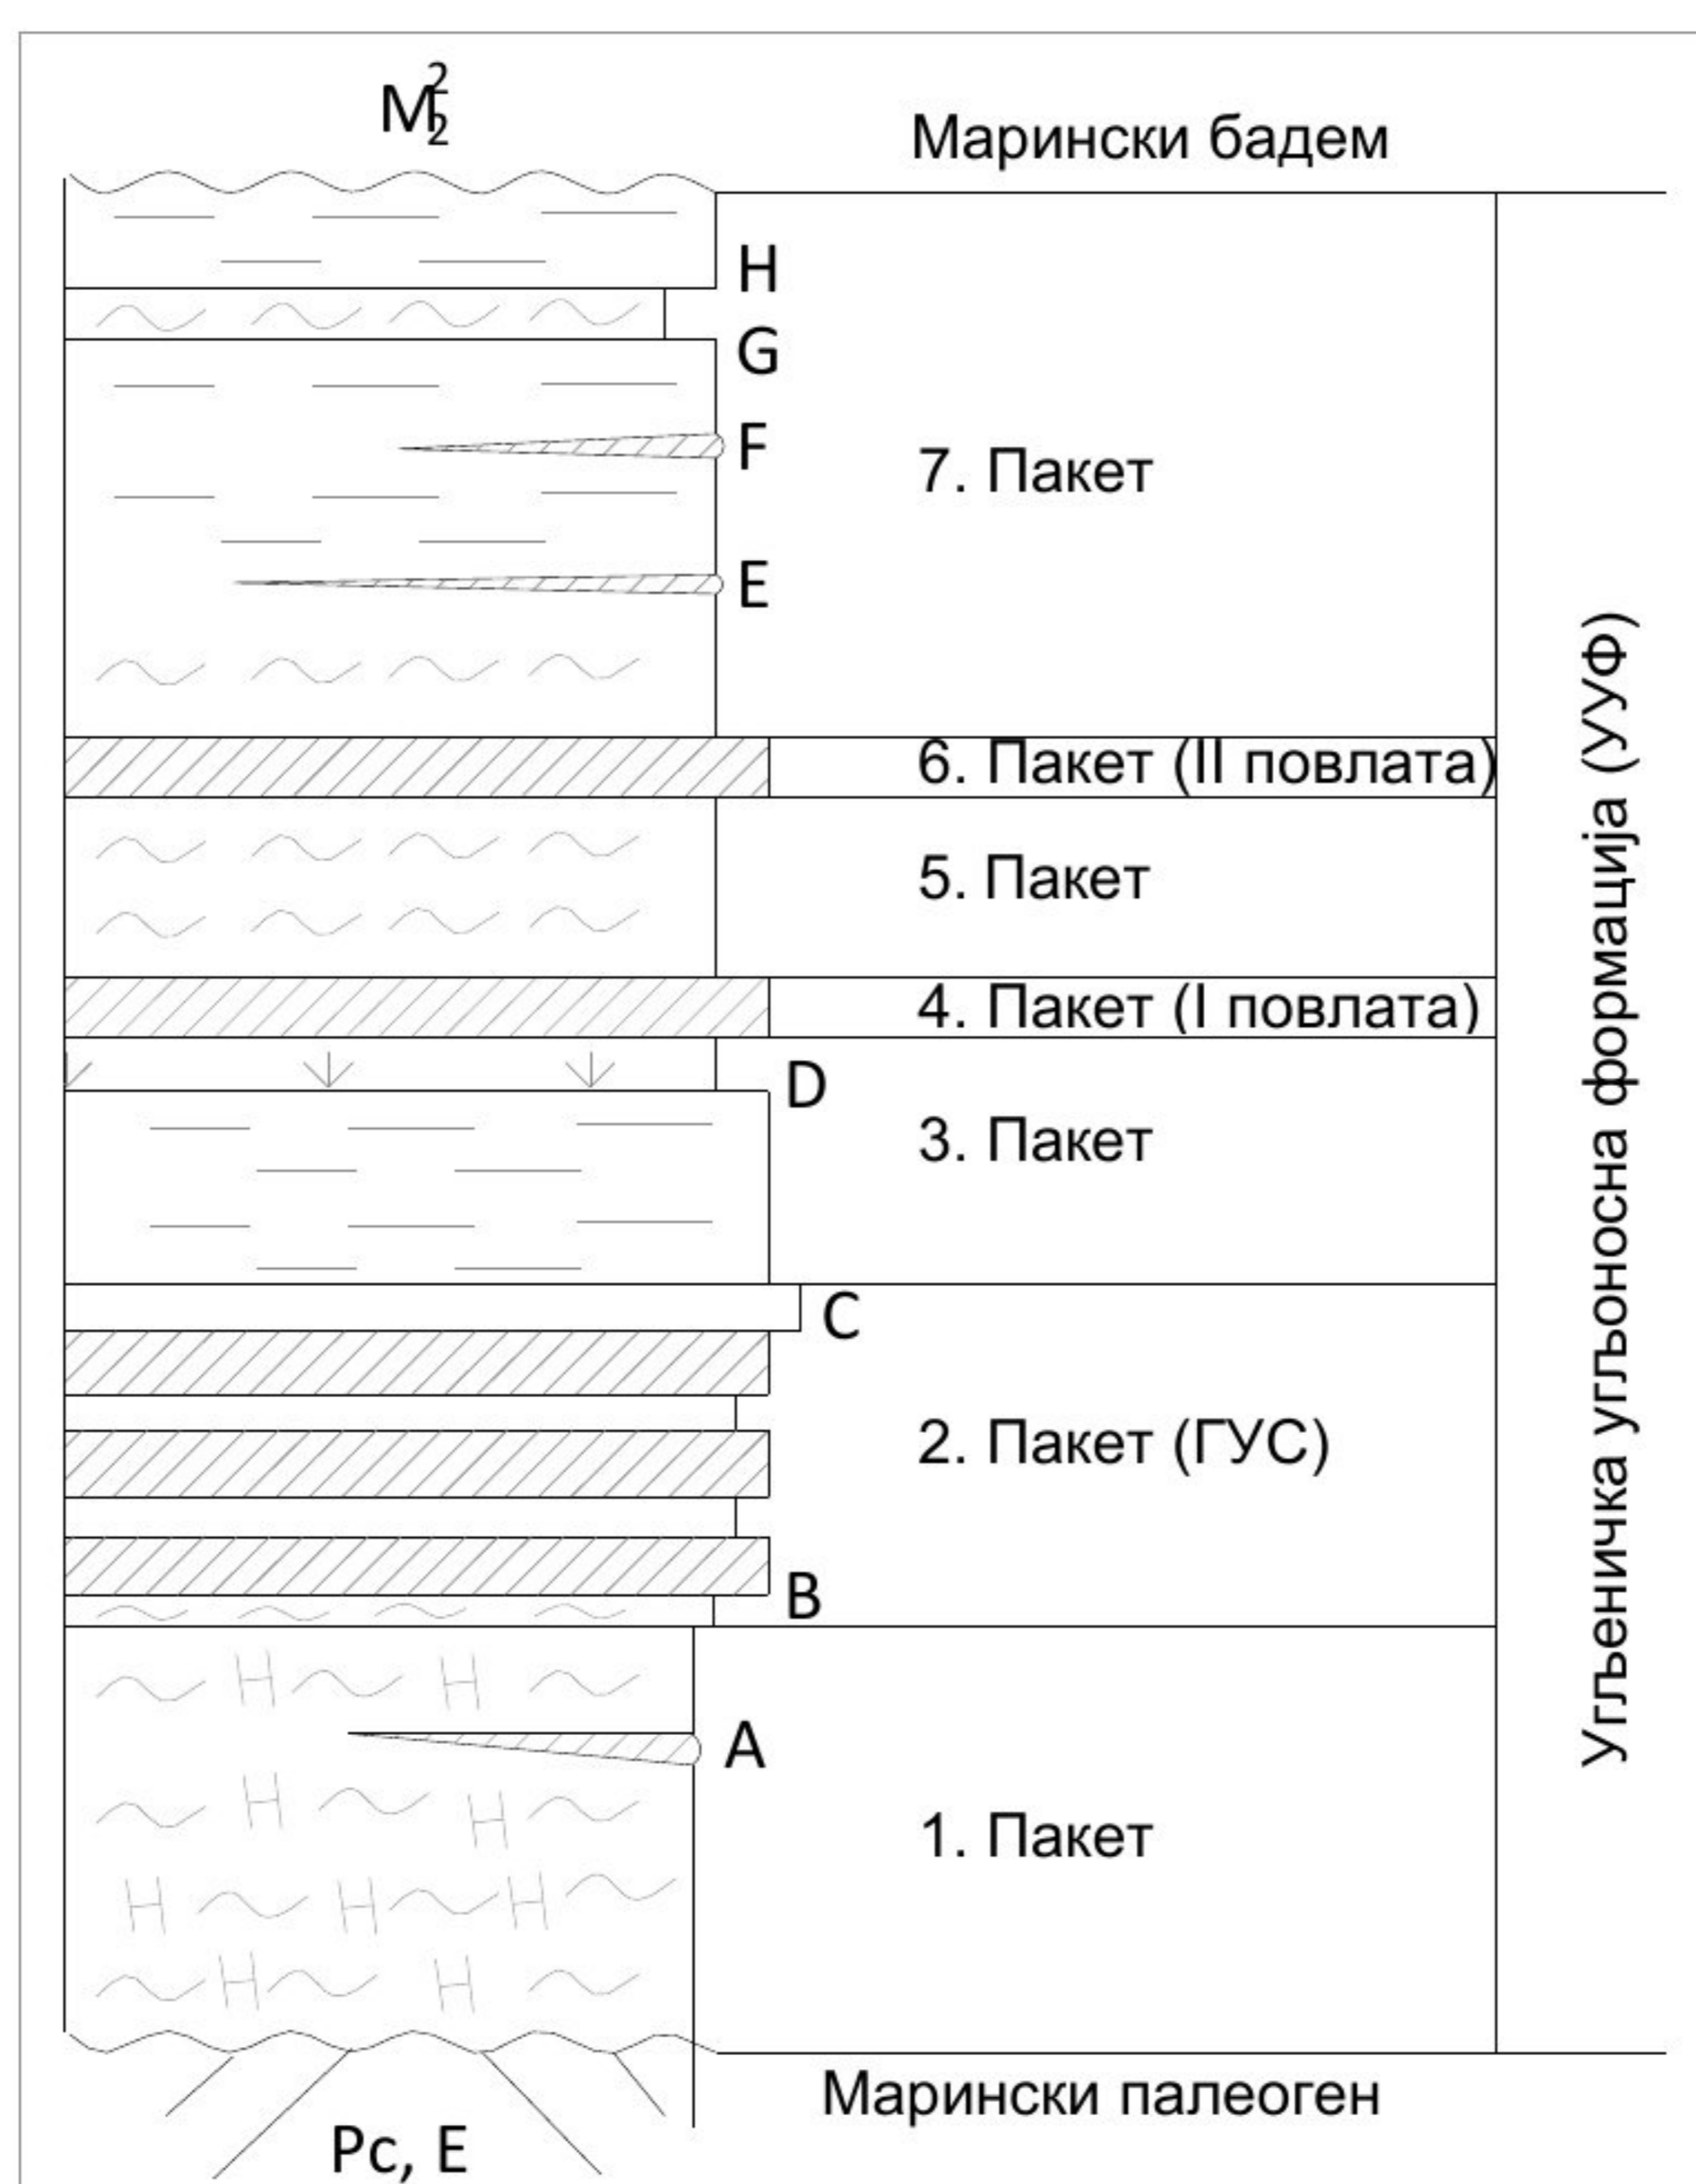 M₂²
Марински бадем
H
G
F
7. Пакет
E
6. Пакет (II повлата)
5. Пакет
4. Пакет (I повлата)
D
3. Пакет
C
2. Пакет (ГУС)
B
A
1. Пакет
Марински палеоген
Pc, E
Угљеничка угљоносна формација (УУФ)